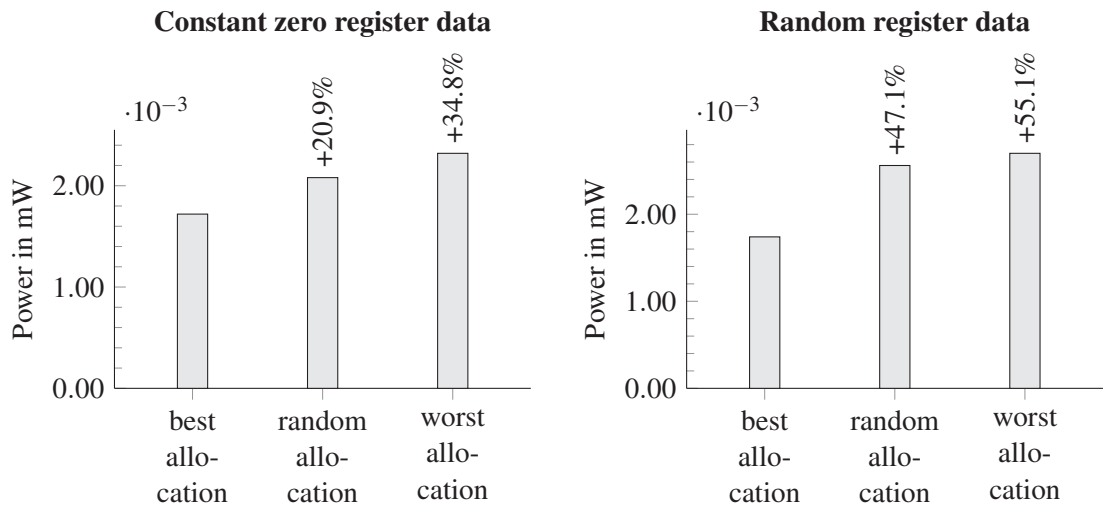 Constant zero register data
·10⁻³
+20.9%
+34.8%
Power in mW
2.00
1.00
0.00
best
allo-
cation
random
allo-
cation
worst
allo-
cation
Random register data
·10⁻³
+47.1%
+55.1%
Power in mW
2.00
1.00
0.00
best
allo-
cation
random
allo-
cation
worst
allo-
cation